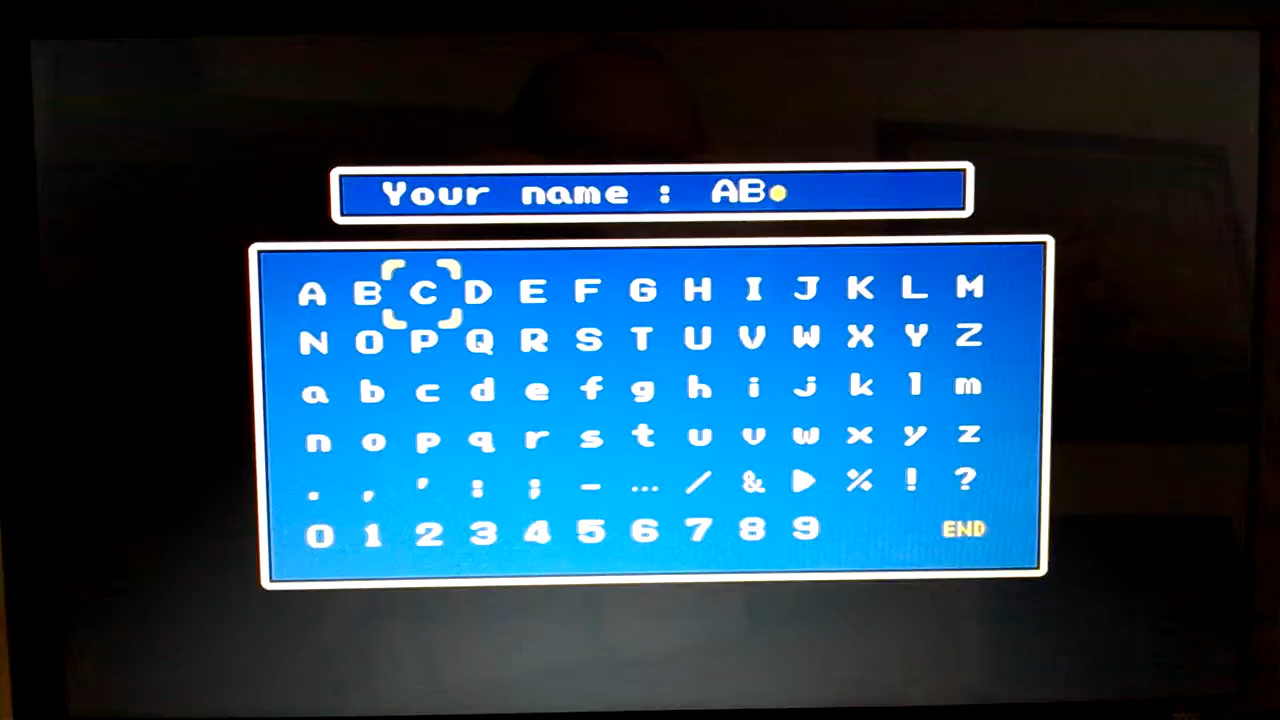 Your name : AB
A B C D E F G H I J K L M
N O P Q R S T U V W X Y Z
a b c d e f g h i j k l m
n o p q r s t u v w x y z
. , ' : ; - ... / & ▶ % ! ?
0 1 2 3 4 5 6 7 8 9 END